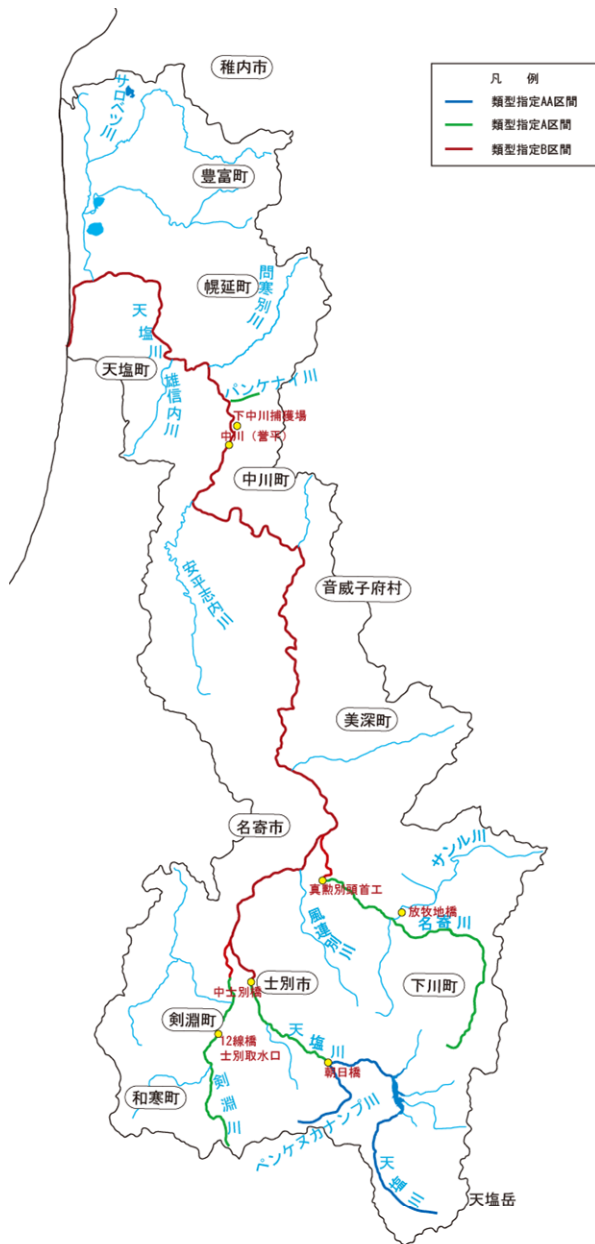 稚内市
凡 例
類型指定AA区間
類型指定A区間
類型指定B区間
サロベツ川
豊富町
幌延町
問寒別川
天塩川
天塩町
雄信内川
パンケナイ川
下中川捕獲場
中川(誉平)
中川町
安平志内川
音威子府村
美深町
名寄市
サンル川
真勲別頭首工
放牧地橋
名寄川
風連別川
下川町
士別市
中士別橋
剣淵町
12線橋
士別取水口
天塩川
朝日橋
剣淵川
和寒町
ペンケヌカナンプ川
天塩川
天塩岳